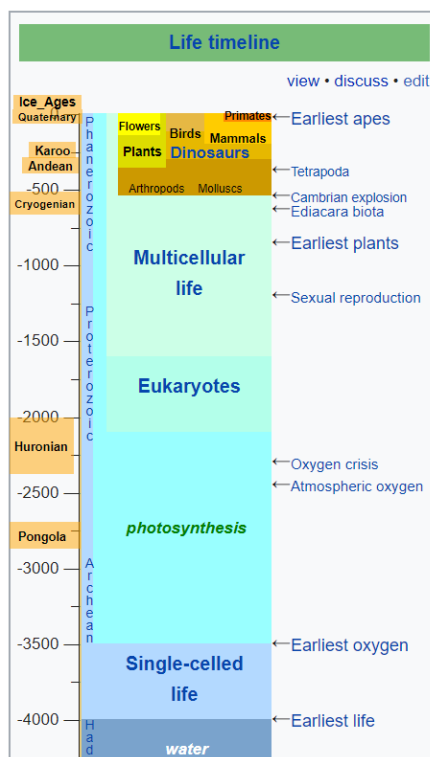 Life timeline
view • discuss • edit
Ice_Ages
Quaternary
Primates
Earliest apes
Flowers
Birds
Mammals
Plants
Dinosaurs
Karoo
Andean
Tetrapoda
Arthropods Molluscs
-500
Cambrian explosion
Cryogenian
Ediacara biota
Phanerozoic
Earliest plants
Multicellular
life
-1000
Sexual reproduction
Proterozoic
-1500
Eukaryotes
-2000
Huronian
Oxygen crisis
-2500
Atmospheric oxygen
photosynthesis
Pongola
-3000
Archean
-3500
Earliest oxygen
Single-celled
life
-4000
Earliest life
Had
water